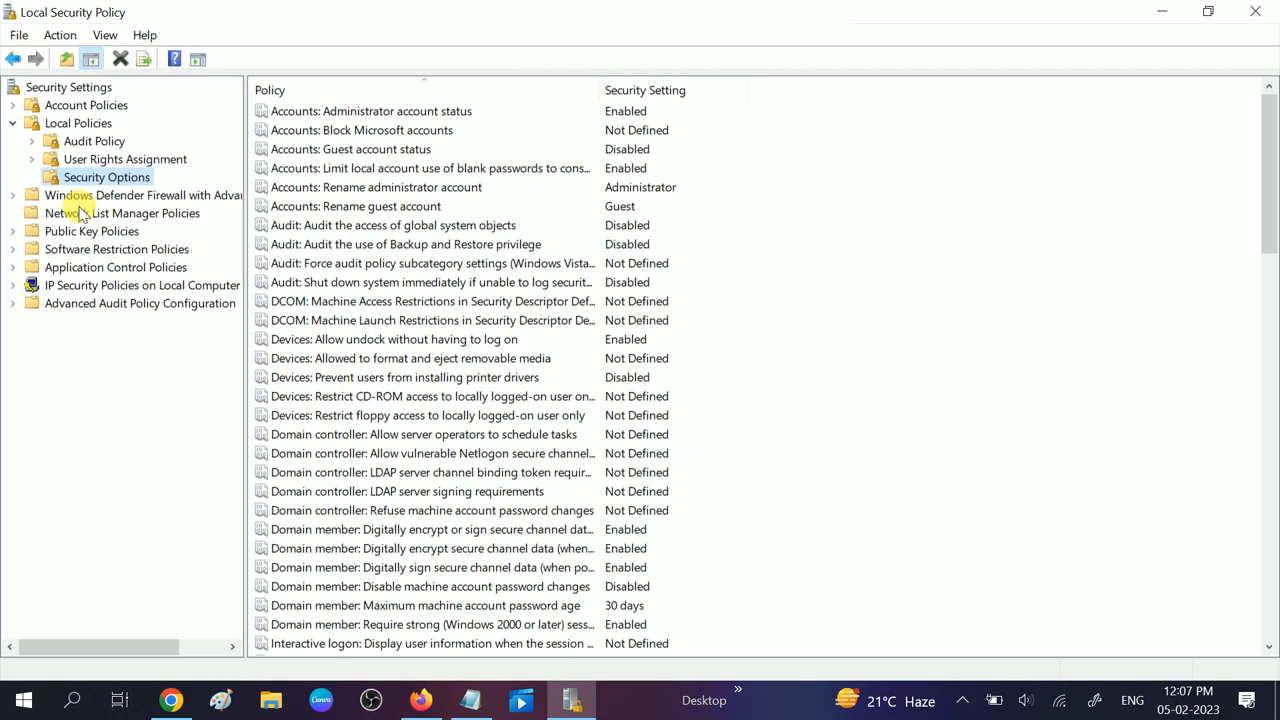 Local Security Policy
File Action View Help
Security Settings
Account Policies
Local Policies
Audit Policy
User Rights Assignment
Security Options
Windows Defender Firewall with Advar
Network List Manager Policies
Public Key Policies
Software Restriction Policies
Application Control Policies
IP Security Policies on Local Computer
Advanced Audit Policy Configuration
Policy Security Setting
Accounts: Administrator account status Enabled
Accounts: Block Microsoft accounts Not Defined
Accounts: Guest account status Disabled
Accounts: Limit local account use of blank passwords to cons... Enabled
Accounts: Rename administrator account Administrator
Accounts: Rename guest account Guest
Audit: Audit the access of global system objects Disabled
Audit: Audit the use of Backup and Restore privilege Disabled
Audit: Force audit policy subcategory settings (Windows Vista... Not Defined
Audit: Shut down system immediately if unable to log securit... Disabled
DCOM: Machine Access Restrictions in Security Descriptor Def... Not Defined
DCOM: Machine Launch Restrictions in Security Descriptor De... Not Defined
Devices: Allow undock without having to log on Enabled
Devices: Allowed to format and eject removable media Not Defined
Devices: Prevent users from installing printer drivers Disabled
Devices: Restrict CD-ROM access to locally logged-on user on... Not Defined
Devices: Restrict floppy access to locally logged-on user only Not Defined
Domain controller: Allow server operators to schedule tasks Not Defined
Domain controller: Allow vulnerable Netlogon secure channel... Not Defined
Domain controller: LDAP server channel binding token requir... Not Defined
Domain controller: LDAP server signing requirements Not Defined
Domain controller: Refuse machine account password changes Not Defined
Domain member: Digitally encrypt or sign secure channel dat... Enabled
Domain member: Digitally encrypt secure channel data (when... Enabled
Domain member: Digitally sign secure channel data (when po... Enabled
Domain member: Disable machine account password changes Disabled
Domain member: Maximum machine account password age 30 days
Domain member: Require strong (Windows 2000 or later) sess... Enabled
Interactive logon: Display user information when the session ... Not Defined
Canva
Desktop » 21°C Haze ENG 12:07 PM
05-02-2023